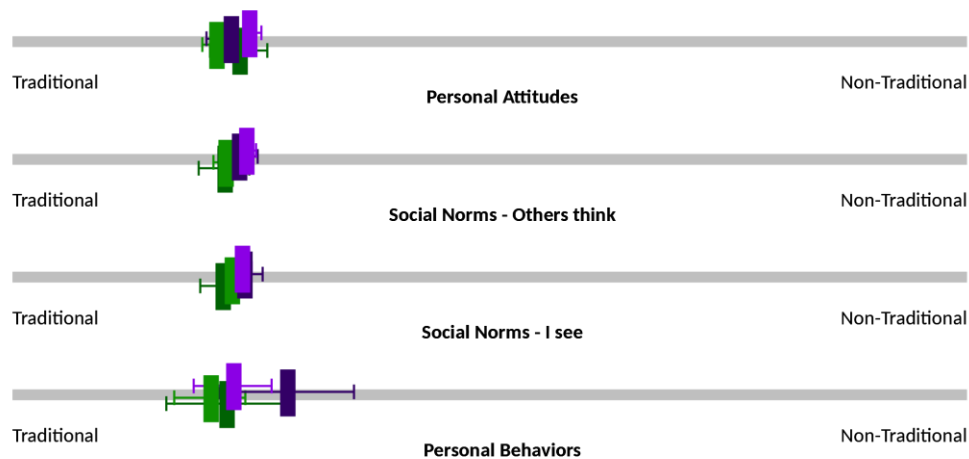 Traditional
Non-Traditional
Personal Attitudes
Traditional
Non-Traditional
Social Norms - Others think
Traditional
Non-Traditional
Social Norms - I see
Traditional
Non-Traditional
Personal Behaviors